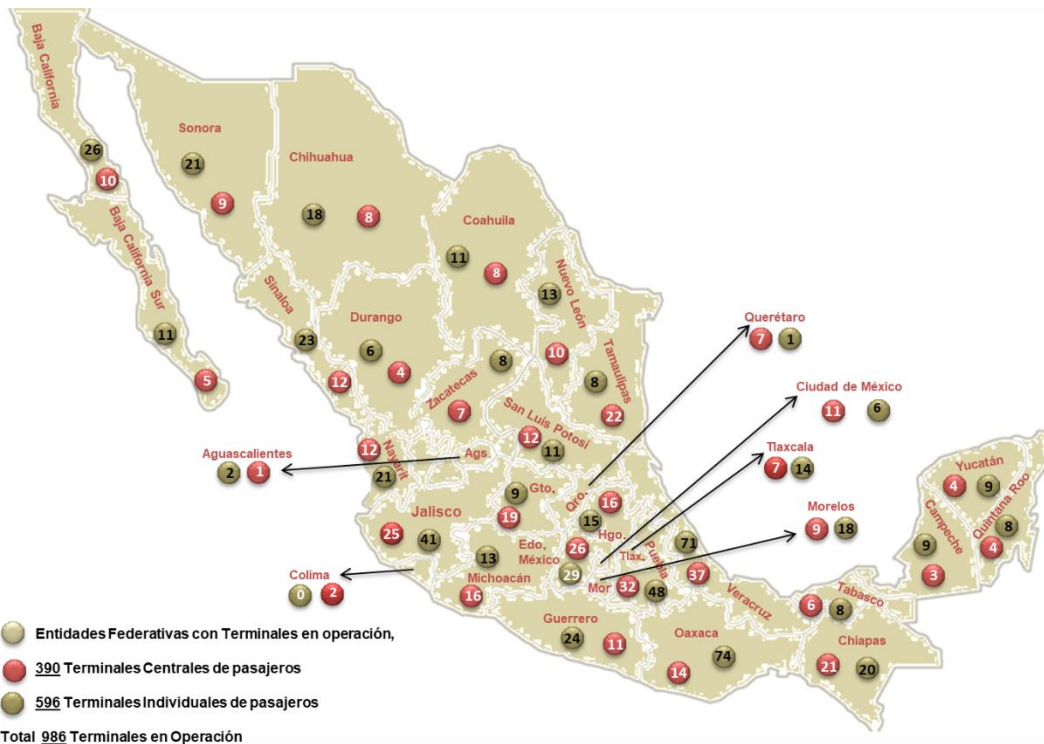 Baja California
26
10
Sonora
21
9
Chihuahua
18
8
Coahuila
11
8
Nuevo León
13
10
Baja California Sur
11
5
Sinaloa
23
12
Durango
6
4
Zacatecas
8
7
Tamaulipas
8
22
San Luis Potosí
12
11
Querétaro
7 1
Ciudad de México
11 6
Tlaxcala
7 14
Morelos
9 18
Aguascalientes
2 1
Ags.
Nayarit
12
21
Jalisco
25 41
Gto.
9
19
Qro.
16
15
Hgo.
Edo.
México
26
29
Tlax.
Mor
Puebla
32 48
71
37
Veracruz
Colima
0 2
Michoacán
13
16
Guerrero
24 11
Oaxaca
74
14
Tabasco
6 8
Chiapas
21 20
Campeche
9
3
Yucatán
4 9
Quintana Roo
8
4
Entidades Federativas con Terminales en operación,
390 Terminales Centrales de pasajeros
596 Terminales Individuales de pasajeros
Total 986 Terminales en Operación